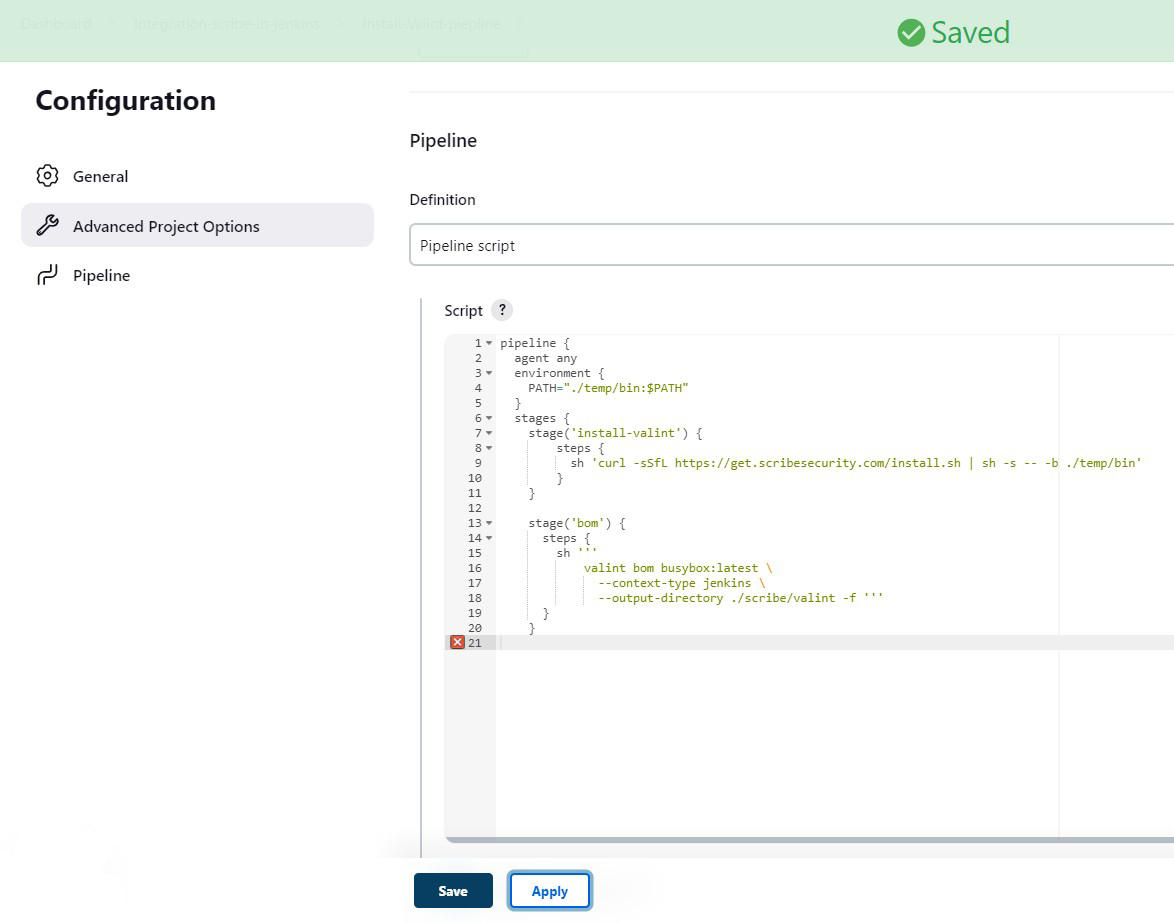 Dashboard > Integration-scribe-in-jenkins > Install-Valint-piepline >
Saved
Configuration
General
Advanced Project Options
Pipeline
Pipeline
Definition
Pipeline script
Script ?
1 pipeline {
2   agent any
3   environment {
4     PATH="./temp/bin:$PATH"
5   }
6   stages {
7     stage('install-valint') {
8         steps {
9           sh 'curl -sSfL https://get.scribesecurity.com/install.sh | sh -s -- -b ./temp/bin'
10         }
11     }
12
13     stage('bom') {
14       steps {
15         sh '''
16             valint bom busybox:latest \
17               --context-type jenkins \
18               --output-directory ./scribe/valint -f '''
19       }
20     }
21
Save
Apply